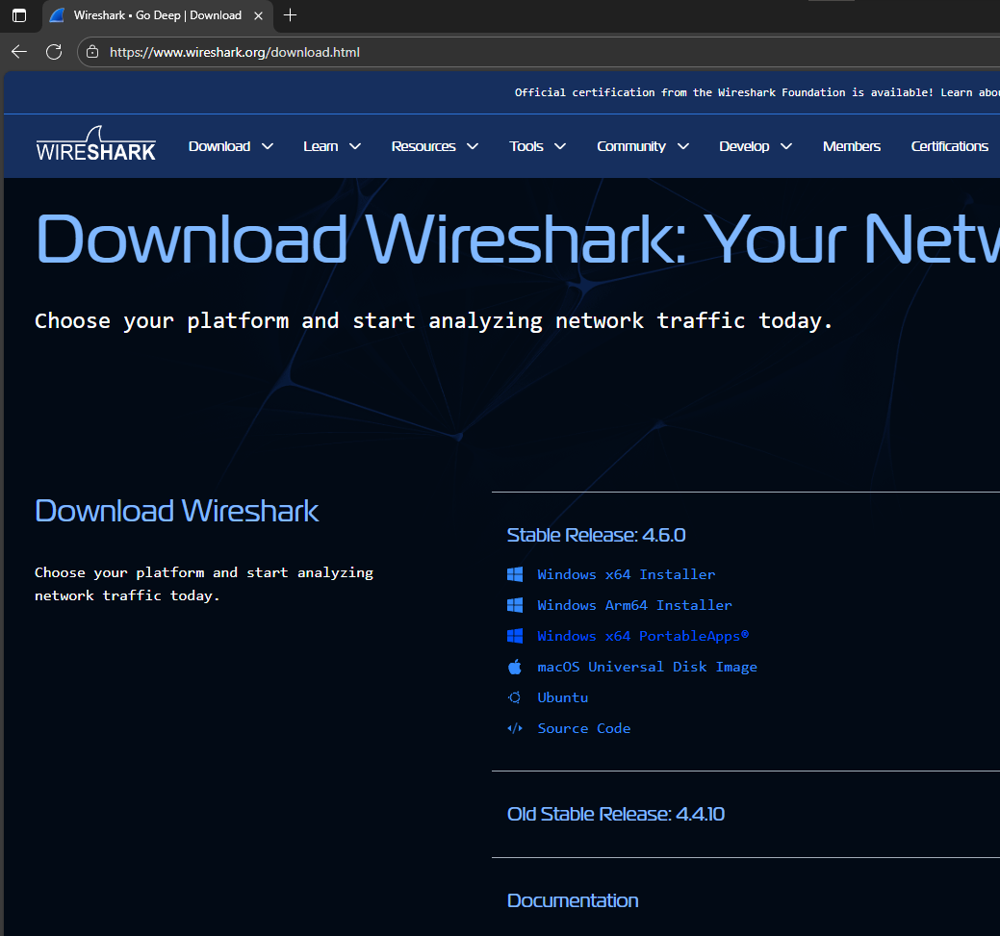 Wireshark • Go Deep | Download
https://www.wireshark.org/download.html
Official certification from the Wireshark Foundation is available! Learn
WIRESHARK
Download Learn Resources Tools Community Develop Members Certifications
Download Wireshark: Your
Choose your platform and start analyzing network traffic today.
Download Wireshark
Choose your platform and start analyzing
network traffic today.
Stable Release: 4.6.0
Windows x64 Installer
Windows Arm64 Installer
Windows x64 PortableApps®
macOS Universal Disk Image
Ubuntu
Source Code
Old Stable Release: 4.4.10
Documentation